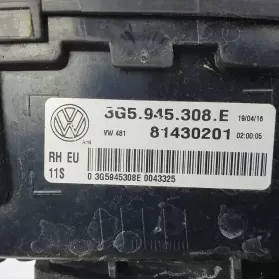 3G5.945.308.E 19/04/16
VW 481 81430201 02:00:05
RH EU
11S 0 3G5945308E 0043325